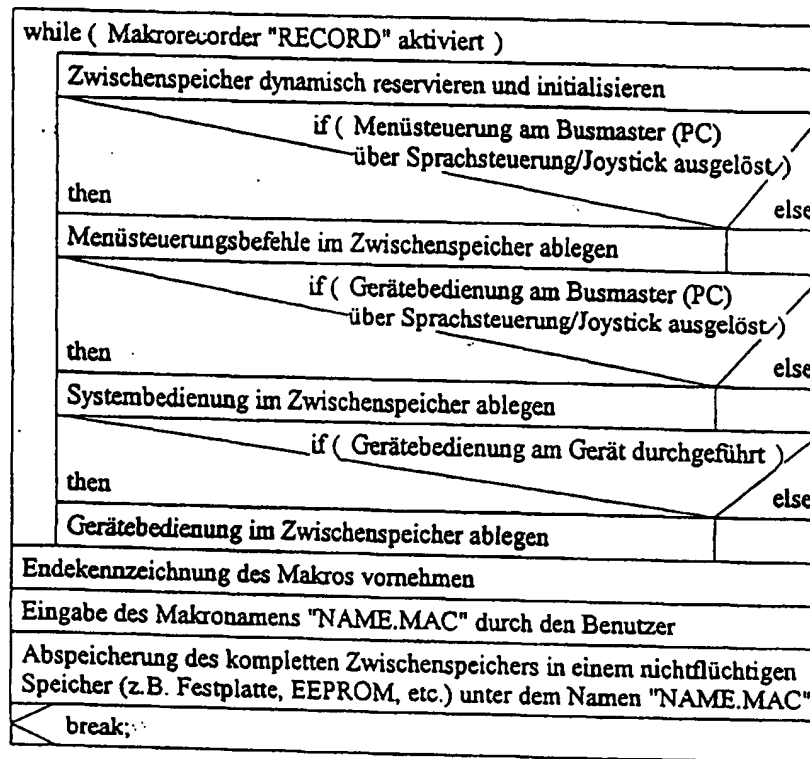 while ( Makrorecorder "RECORD" aktiviert )
Zwischenspeicher dynamisch reservieren und initialisieren
if ( Menüsteuerung am Busmaster (PC)
über Sprachsteuerung/Joystick ausgelöst )
then
else
Menüsteuerungsbefehle im Zwischenspeicher ablegen
if ( Gerätebedienung am Busmaster (PC)
über Sprachsteuerung/Joystick ausgelöst )
then
else
Systembedienung im Zwischenspeicher ablegen
if ( Gerätebedienung am Gerät durchgeführt )
then
else
Gerätebedienung im Zwischenspeicher ablegen
Endekennzeichnung des Makros vornehmen
Eingabe des Makronamens "NAME.MAC" durch den Benutzer
Abspeicherung des kompletten Zwischenspeichers in einem nichtflüchtigen
Speicher (z.B. Festplatte, EEPROM, etc.) unter dem Namen "NAME.MAC"
break;